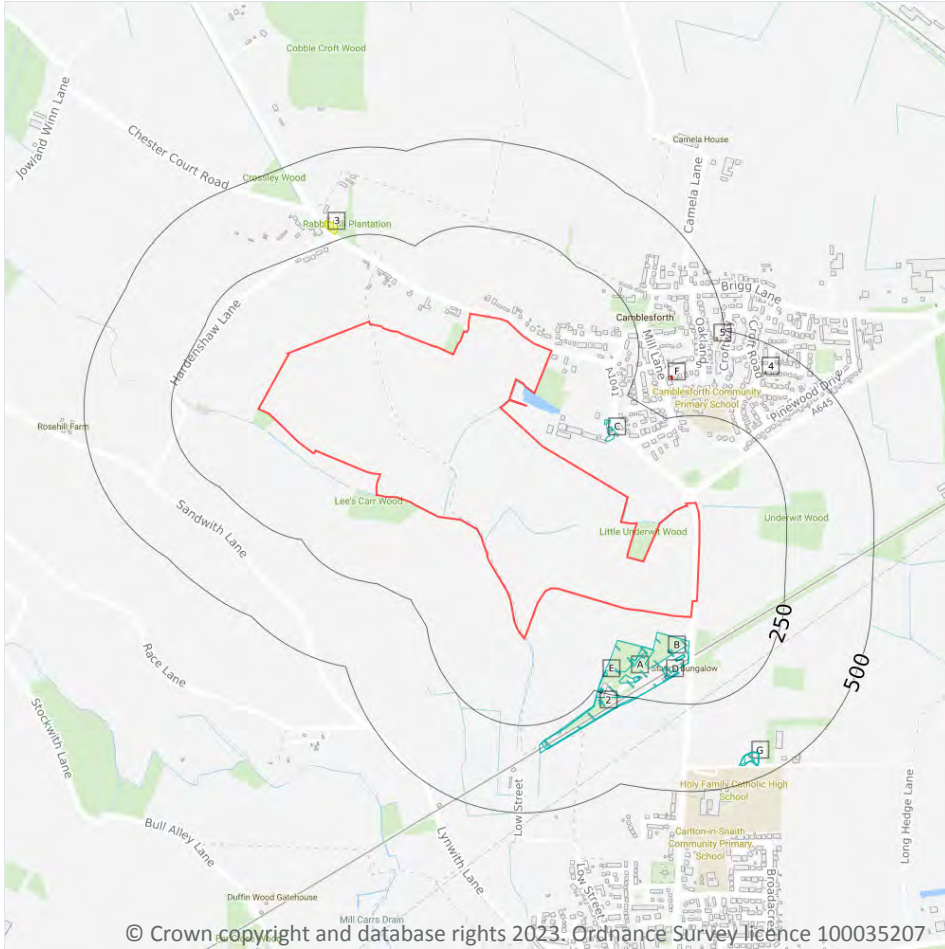 Cobble Croft Wood
Jowland Winn Lane
Chester Court Road
Camela House
Crossley Wood
Camela Lane
3
Plantation
Brigg Lane
Hardenshaw Lane
Camblesforth
5
Mill Lane
Oaklands
Croft
Croft Road
4
F
A1041
Pinewood Drive
Camblesforth Community
Primary School
A645
C
Rosehill Farm
Lee's Carr Wood
Sandwith Lane
Underwit Wood
Little Underwit Wood
250
B
A
E
Bungalow
Race Lane
500
2
Stockwith Lane
G
Holy Family Catholic High
School
Low Street
Long Hedge Lane
Bull Alley Lane
Lynwith Lane
Carlton-in-Snaith
Community Primary
School
Low Street
Broadacres
Duffie Wood Gatehouse
Mill Carrs Drain
© Crown copyright and database rights 2023. Ordnance Survey licence 100035207.